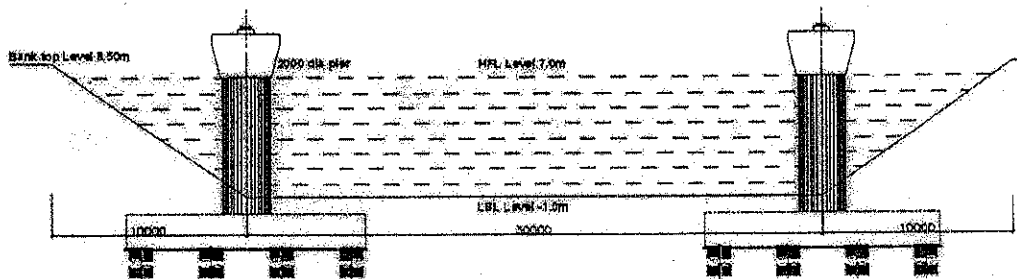 Bank top Level 8.50m
2000 dia pier
HFL Level 7.0m
LBL Level -1.0m
10000
30000
10000